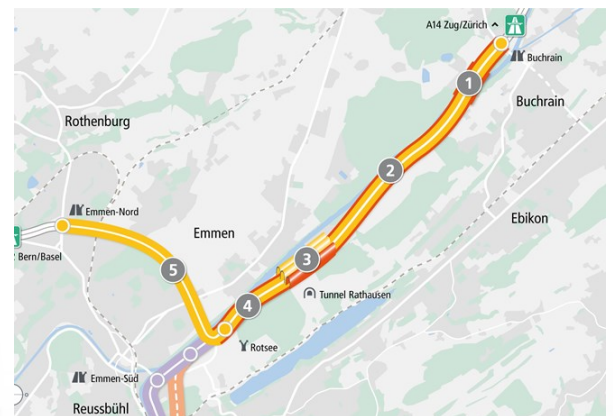 A14 Zug/Zürich
Buchrain
1
Buchrain
Rothenburg
2
Emmen-Nord
Ebikon
Emmen
Bern/Basel
3
5
Tunnel Rathausen
4
Rotsee
Emmen-Süd
Reussbühl